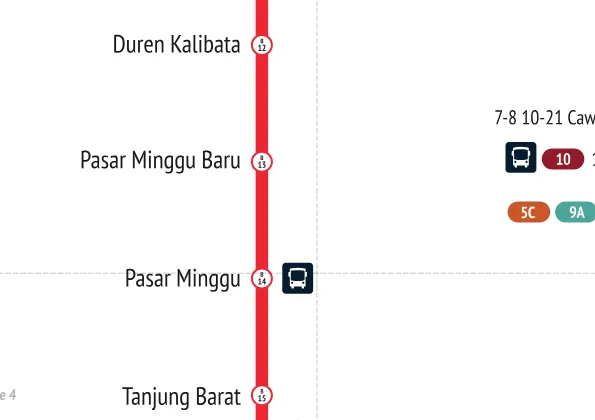 Duren Kalibata
B
12
7-8 10-21 Caw
Pasar Minggu Baru
B
13
10
5C
9A
Pasar Minggu
B
14
e 4
Tanjung Barat
B
15